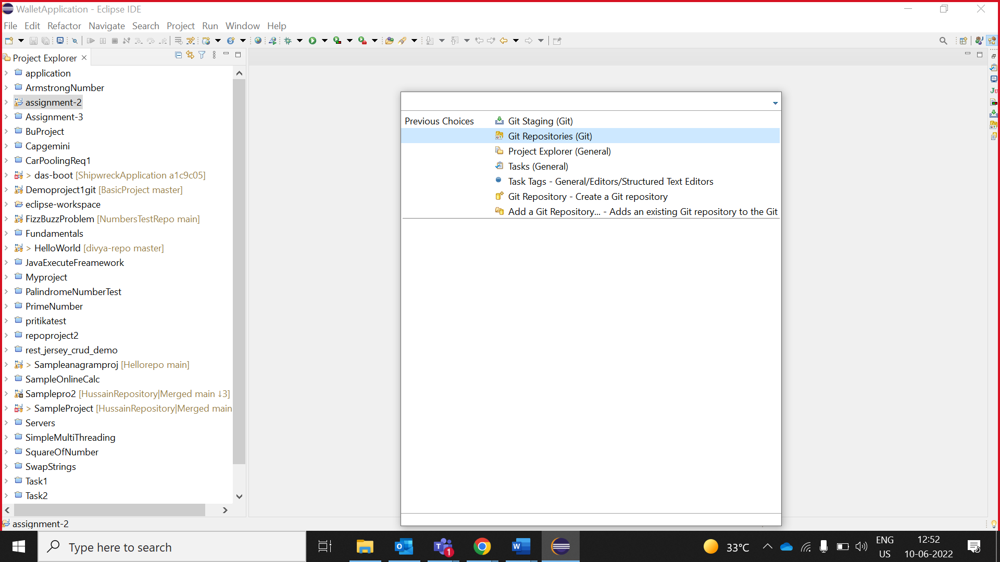 WalletApplication - Eclipse IDE
File Edit Refactor Navigate Search Project Run Window Help
Project Explorer
application
ArmstrongNumber
assignment-2
Assignment-3
BuProject
Capgemini
CarPoolingReq1
> das-boot [ShipwreckApplication a1c9c05]
Demoproject1git [BasicProject master]
eclipse-workspace
FizzBuzzProblem [NumbersTestRepo main]
Fundamentals
> HelloWorld [divya-repo master]
JavaExecuteFreamework
Myproject
PalindromeNumberTest
PrimeNumber
pritikatest
repoproject2
rest_jersey_crud_demo
> Sampleanagramproj [Hellorepo main]
SampleOnlineCalc
Samplepro2 [HussainRepository|Merged main ↓3]
> SampleProject [HussainRepository|Merged main
Servers
SimpleMultiThreading
SquareOfNumber
SwapStrings
Task1
Task2
Previous Choices
Git Staging (Git)
Git Repositories (Git)
Project Explorer (General)
Tasks (General)
Task Tags - General/Editors/Structured Text Editors
Git Repository - Create a Git repository
Add a Git Repository... - Adds an existing Git repository to the Git
assignment-2
Type here to search
1
33°C
ENG
US
12:52
10-06-2022